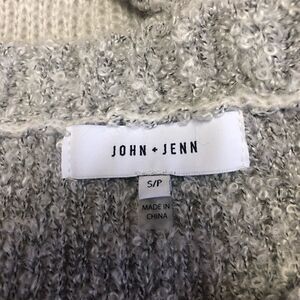 JOHN + JENN
S/P
MADE IN
CHINA